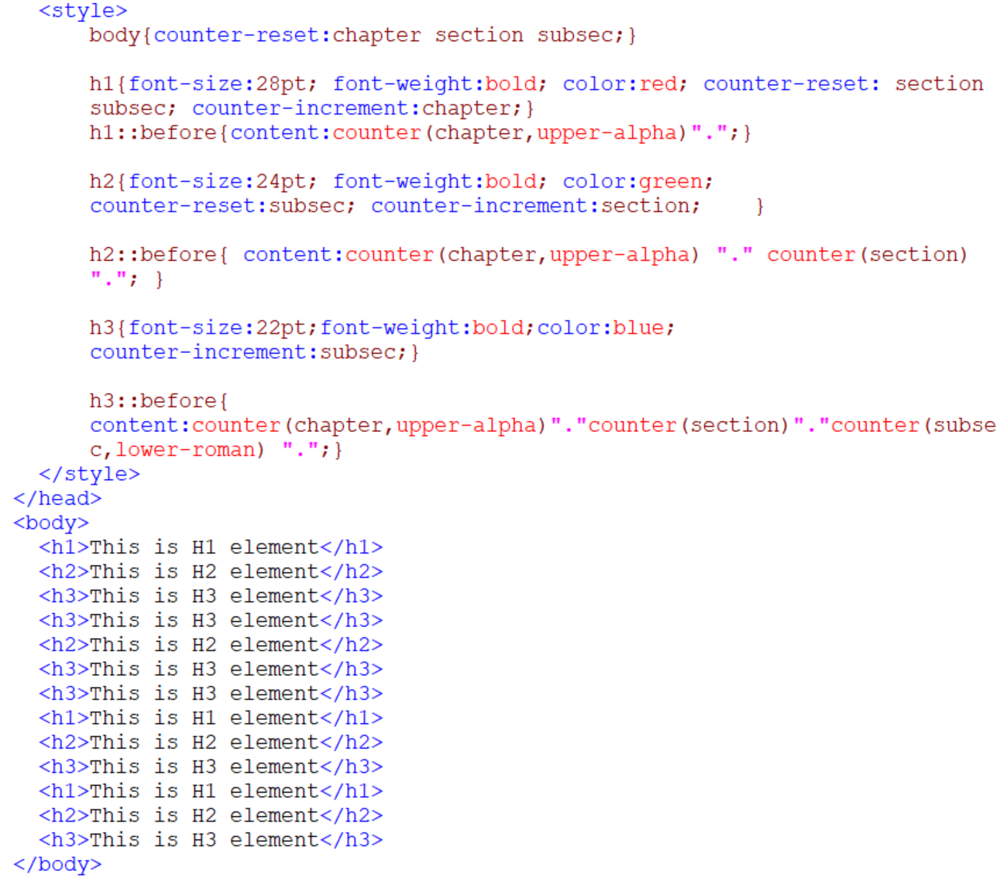 <style>
body{counter-reset:chapter section subsec;}
h1{font-size:28pt; font-weight:bold; color:red; counter-reset: section
subsec; counter-increment:chapter;}
h1::before{content:counter(chapter,upper-alpha)".";}
h2{font-size:24pt; font-weight:bold; color:green;
counter-reset:subsec; counter-increment:section;    }
h2::before{ content:counter(chapter,upper-alpha) "." counter(section)
"."; }
h3{font-size:22pt;font-weight:bold;color:blue;
counter-increment:subsec;}
h3::before{
content:counter(chapter,upper-alpha)"."counter(section)"."counter(subse
c,lower-roman) ".";}
</style>
</head>
<body>
<h1>This is H1 element</h1>
<h2>This is H2 element</h2>
<h3>This is H3 element</h3>
<h3>This is H3 element</h3>
<h2>This is H2 element</h2>
<h3>This is H3 element</h3>
<h3>This is H3 element</h3>
<h1>This is H1 element</h1>
<h2>This is H2 element</h2>
<h3>This is H3 element</h3>
<h1>This is H1 element</h1>
<h2>This is H2 element</h2>
<h3>This is H3 element</h3>
</body>